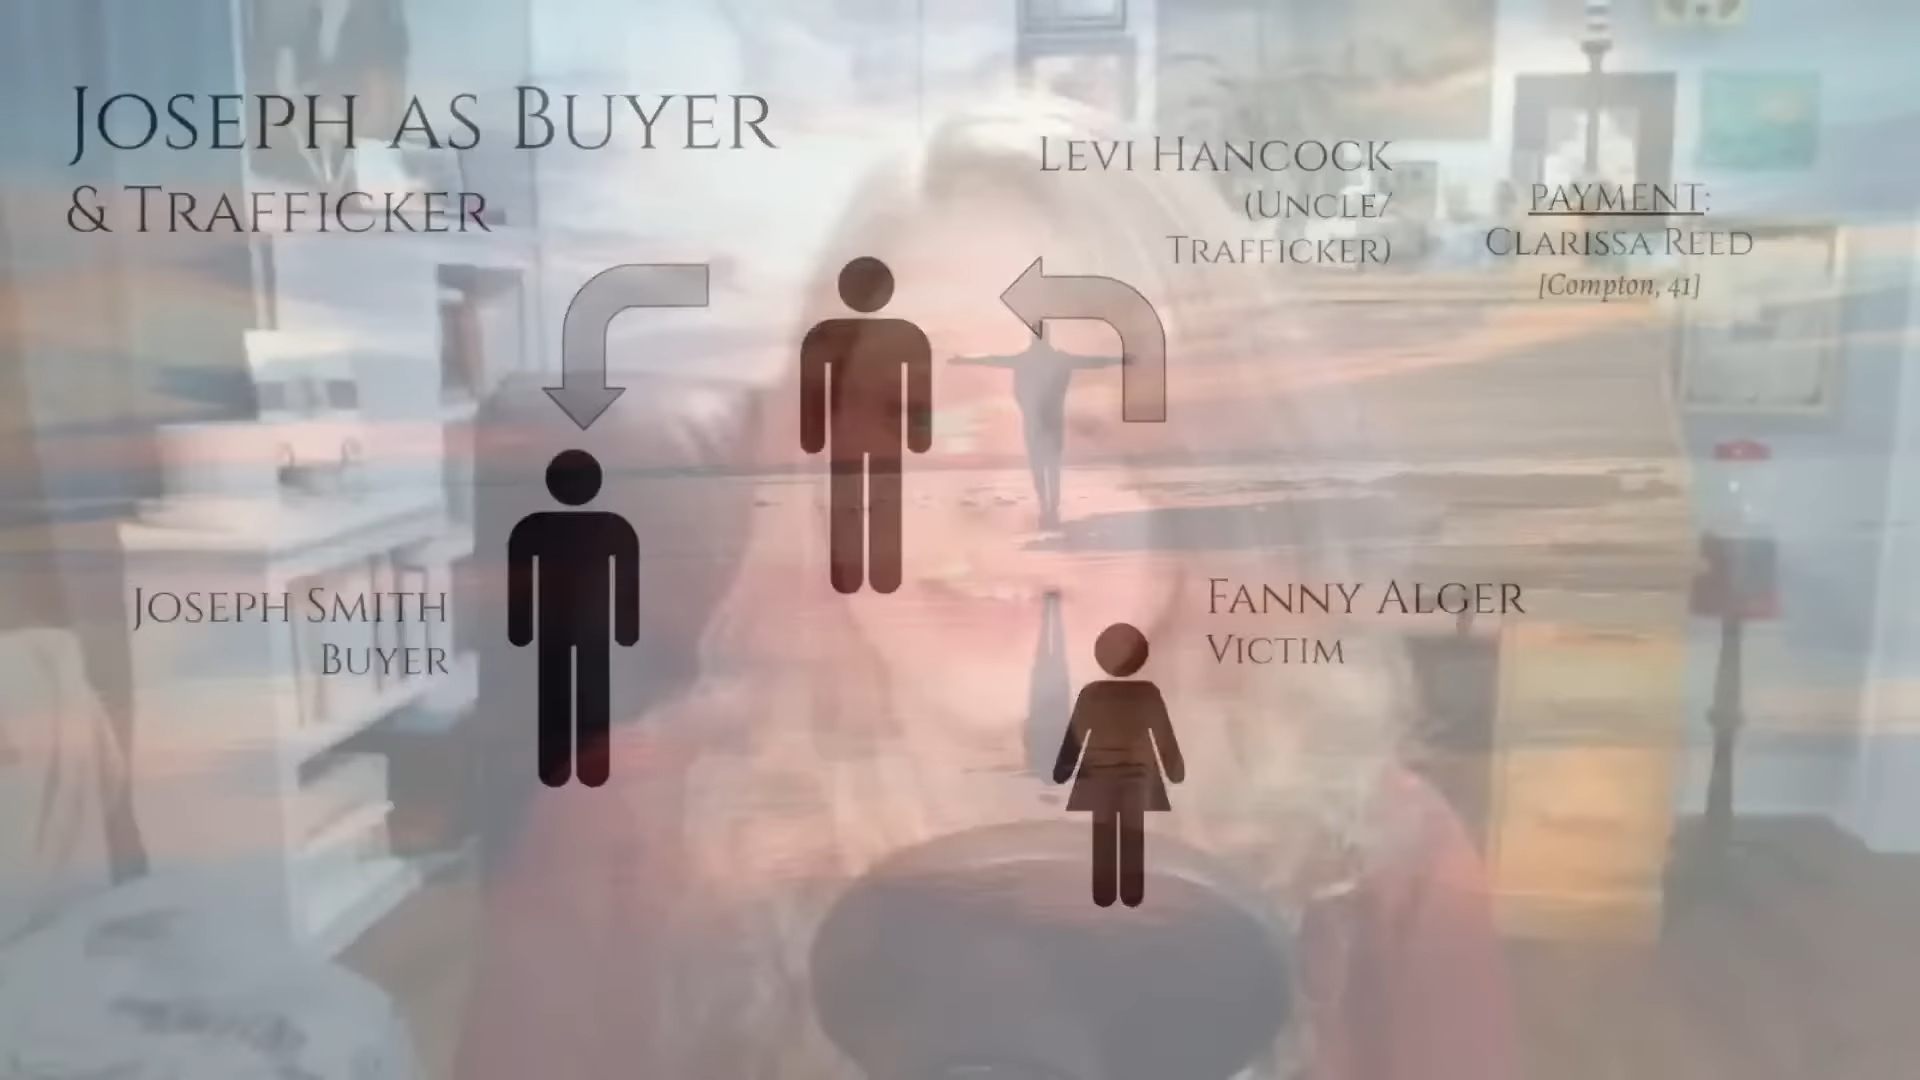 JOSEPH AS BUYER
& TRAFFICKER
LEVI HANCOCK
(UNCLE/
TRAFFICKER)
PAYMENT:
CLARISSA REED
[Compton, 41]
JOSEPH SMITH
BUYER
FANNY ALGER
VICTIM